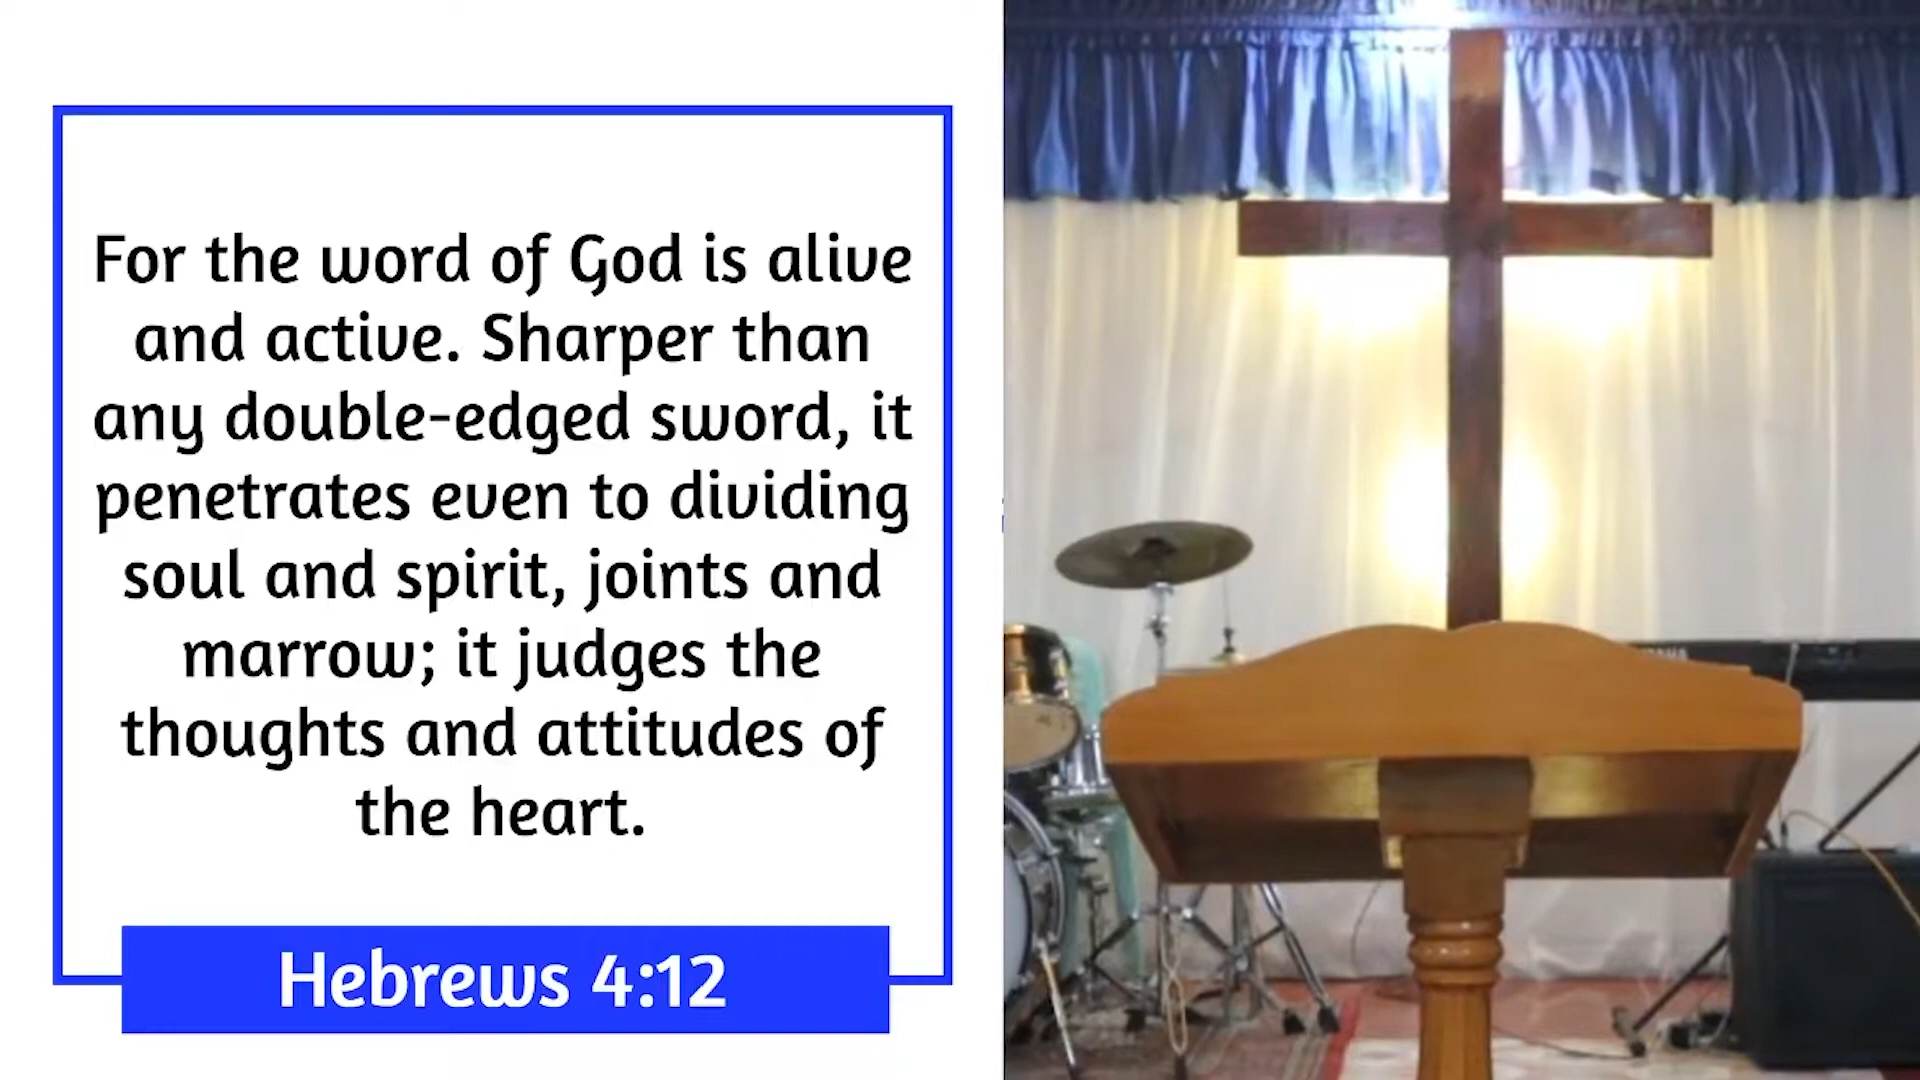 For the word of God is alive
and active. Sharper than
any double-edged sword, it
penetrates even to dividing
soul and spirit, joints and
marrow; it judges the
thoughts and attitudes of
the heart.
Hebrews 4:12